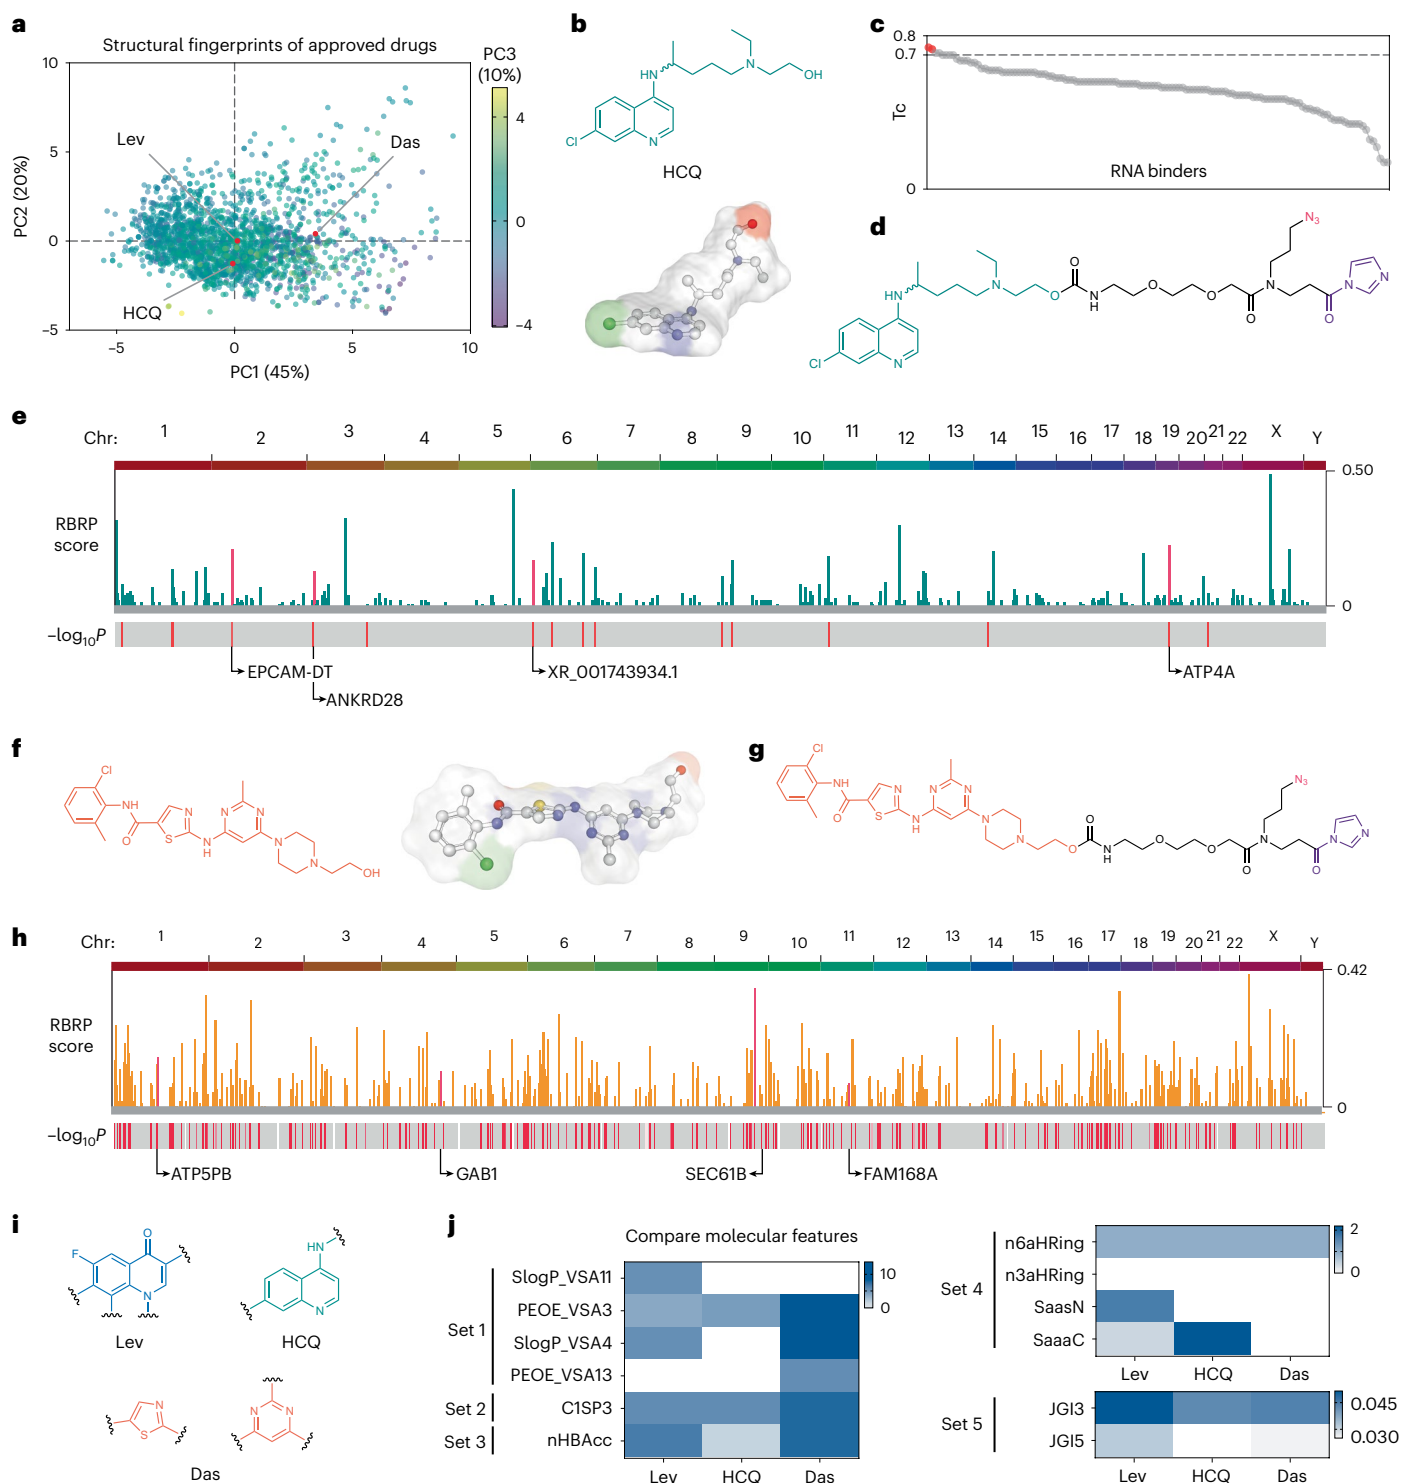 a
Structural fingerprints of approved drugs
PC3
(10%)
10
5
0
−5
PC2 (20%)
Lev
Das
HCQ
4
0
−4
−5
0
5
10
PC1 (45%)
b
HN
N
OH
Cl
N
HCQ
c
0.8
0.7
0
Tc
RNA binders
d
N3
HN
N
O
O
N
H
O
O
O
N
N
N
O
Cl
N
e
Chr:
1 2 3 4 5 6 7 8 9 10 11 12 13 14 15 16 17 18 19 20 21 22 X Y
0.50
RBRP
score
0
−log10P
EPCAM-DT
XR_001743934.1
ATP4A
ANKRD28
f
Cl
NH
O
N
S
N
H
N
N
N
N
OH
g
Cl
NH
O
N
S
N
H
N
N
N
N
O
O
N
H
O
O
O
N
N3
N
N
O
h
Chr:
1 2 3 4 5 6 7 8 9 10 11 12 13 14 15 16 17 18 19 20 21 22 X Y
0.42
RBRP
score
0
−log10P
ATP5PB
GAB1
SEC61B
FAM168A
i
O
F
N
Lev
HN
N
HCQ
N
S
N
N
Das
j
Compare molecular features
Set 1
SlogP_VSA11
PEOE_VSA3
SlogP_VSA4
PEOE_VSA13
Set 2
C1SP3
Set 3
nHBAcc
10
0
Lev
HCQ
Das
Set 4
n6aHRing
n3aHRing
SaasN
SaaaC
2
0
Lev
HCQ
Das
Set 5
JGI3
JGI5
0.045
0.030
Lev
HCQ
Das